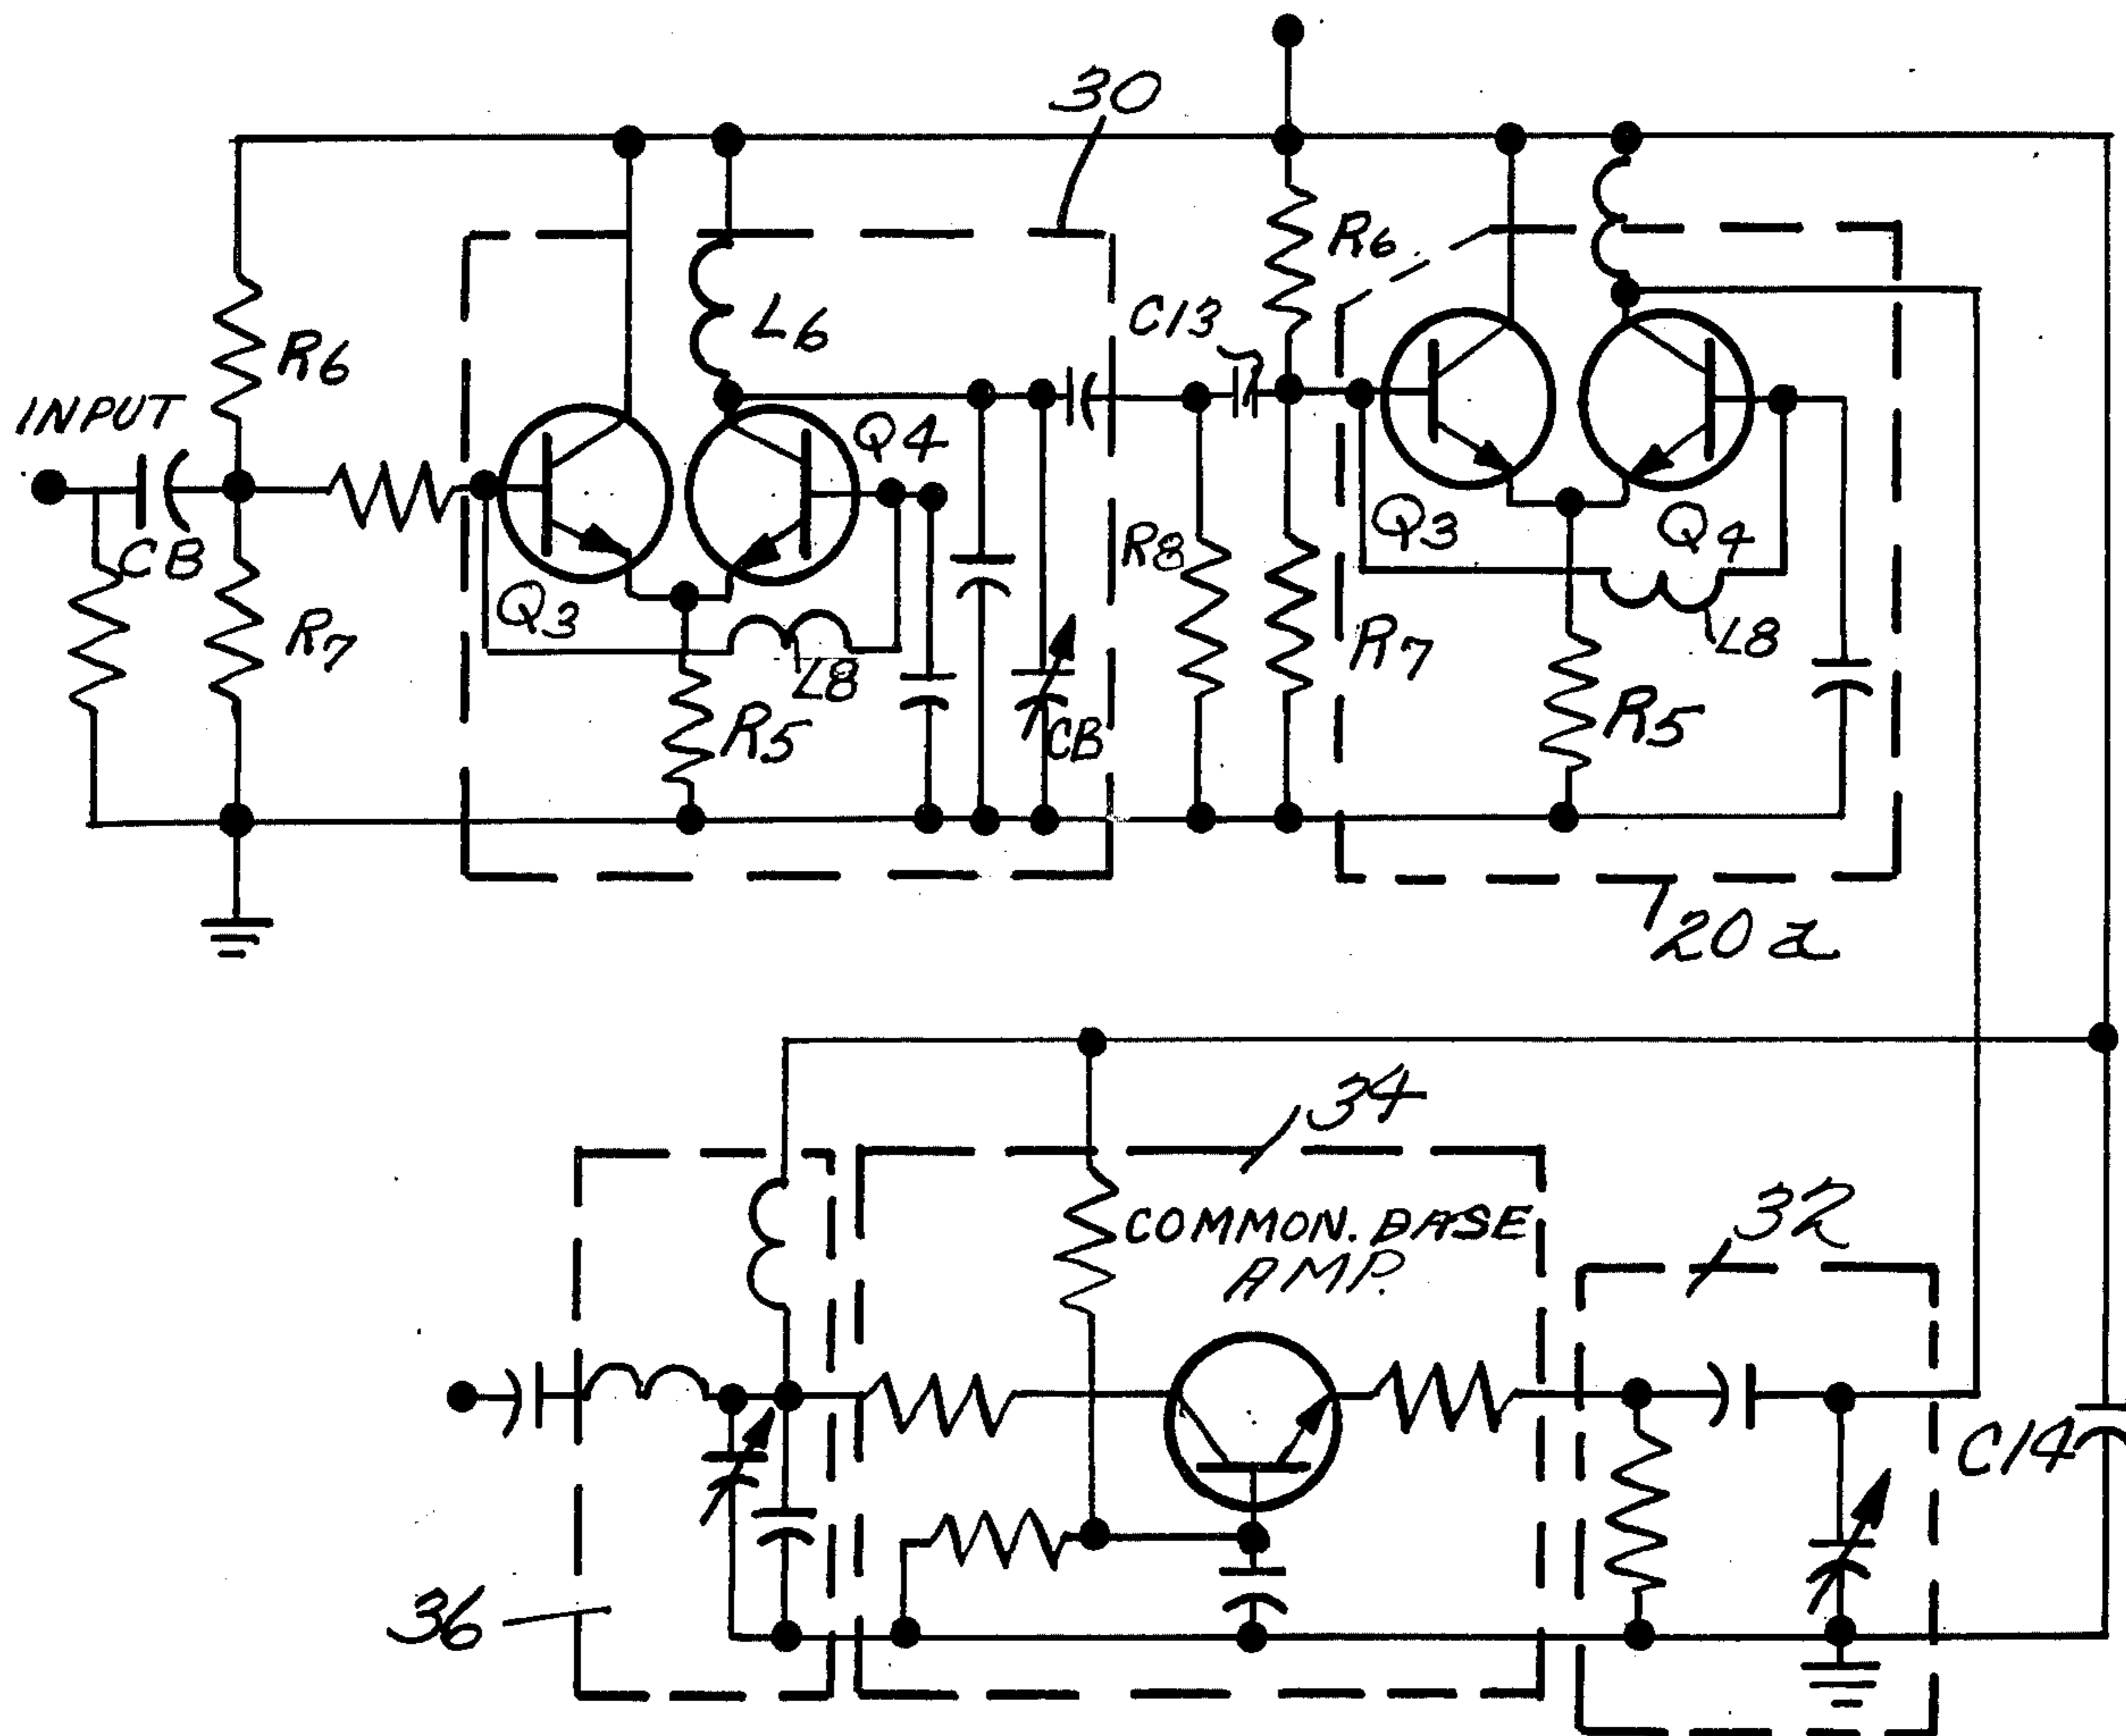 30
R6
L6
C13
R6
INPUT
Q4
CB
R7
Q3
L8
R5
CB
R8
R7
Q3
Q4
L8
R5
20a
34
COMMON. BASE
AMP.
32
C14
36